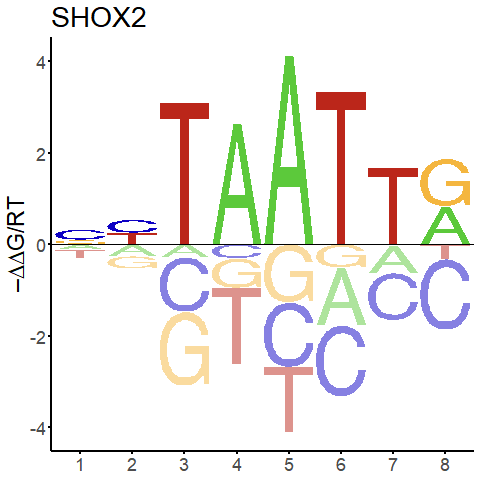 SHOX2
−ΔΔG/RT
4
2
0
-2
-4
C G A T
C T A G
T A C G
A C G T
A G C T
T G A C
T A C
G A T C
1 2 3 4 5 6 7 8